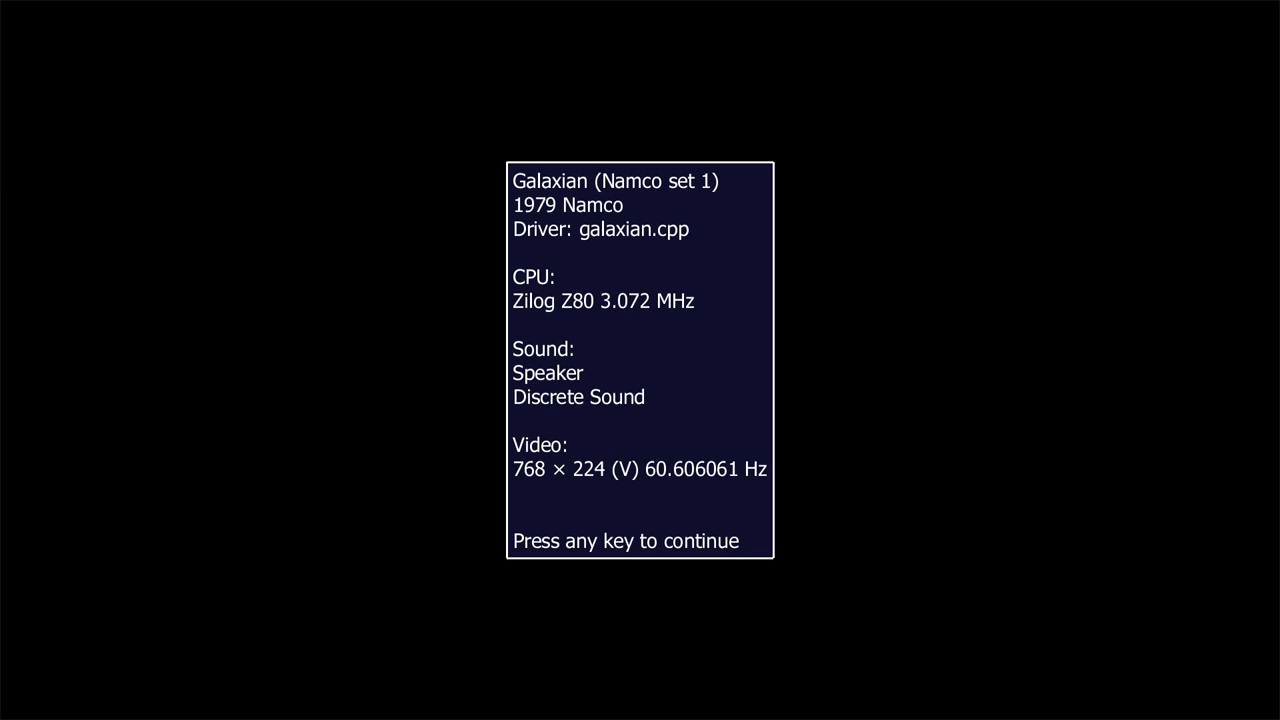 Galaxian (Namco set 1)
1979 Namco
Driver: galaxian.cpp
CPU:
Zilog Z80 3.072 MHz
Sound:
Speaker
Discrete Sound
Video:
768 × 224 (V) 60.606061 Hz
Press any key to continue